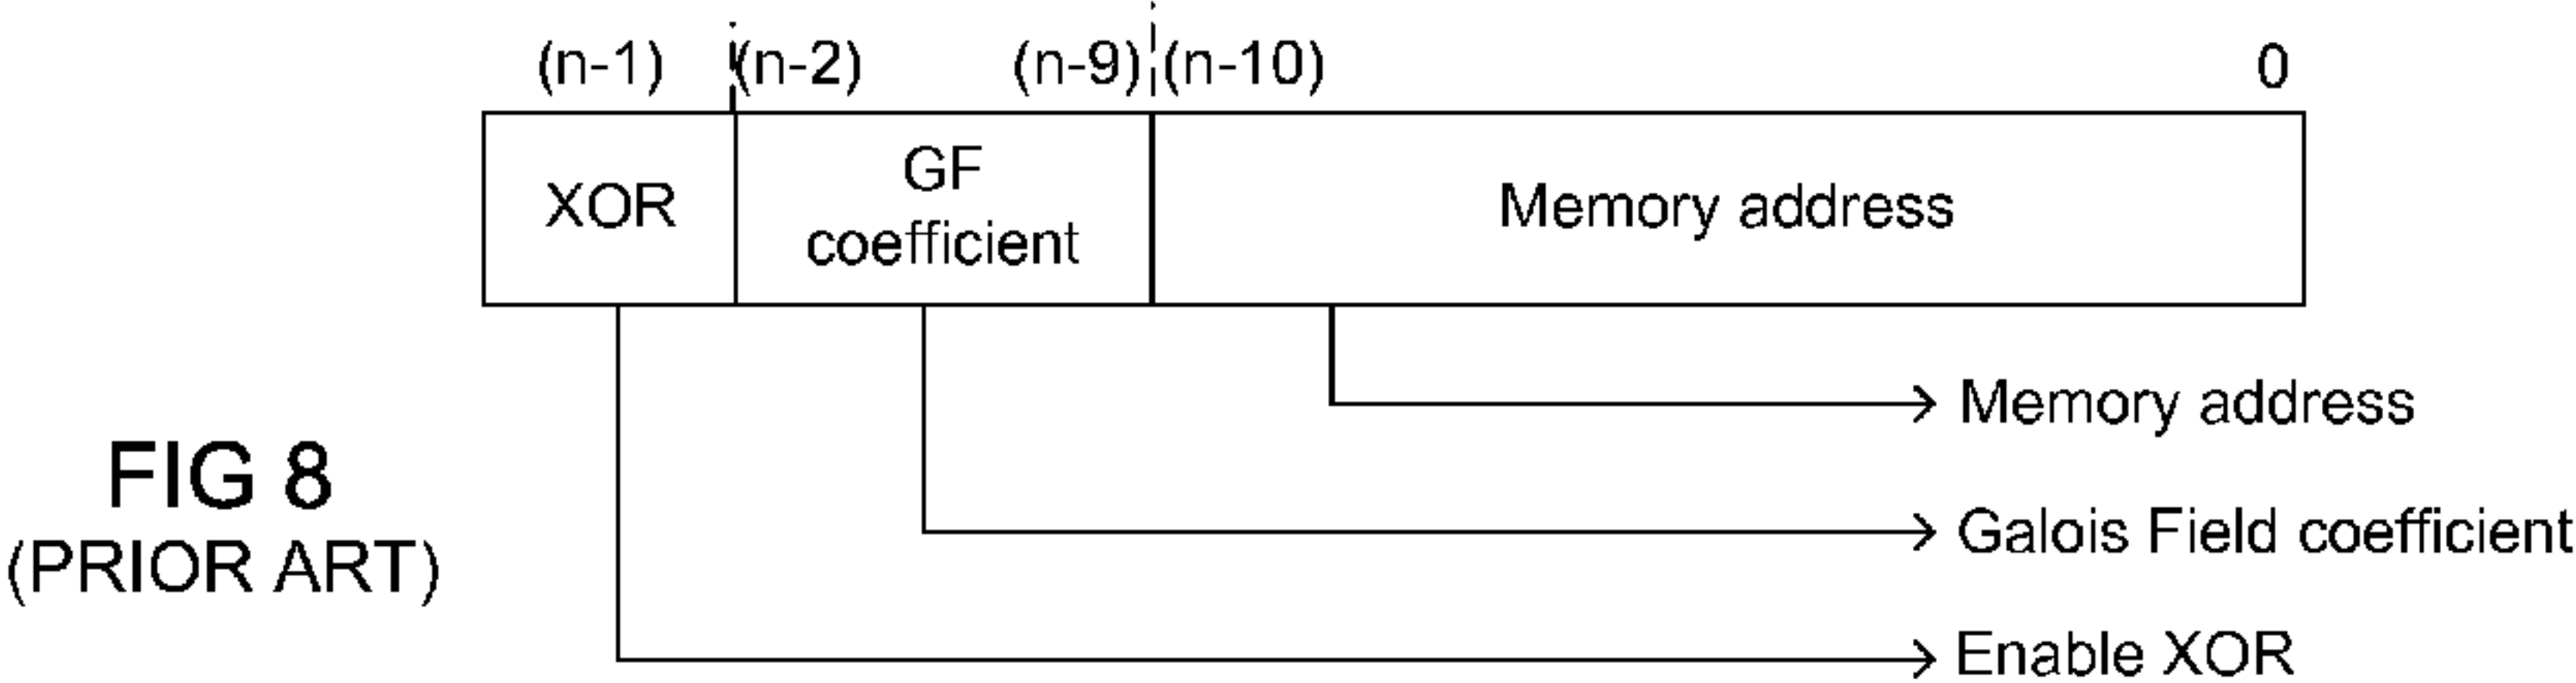 (n-1) (n-2) (n-9) (n-10) 0
XOR
GF
coefficient
Memory address
Memory address
Galois Field coefficient
Enable XOR
FIG 8
(PRIOR ART)